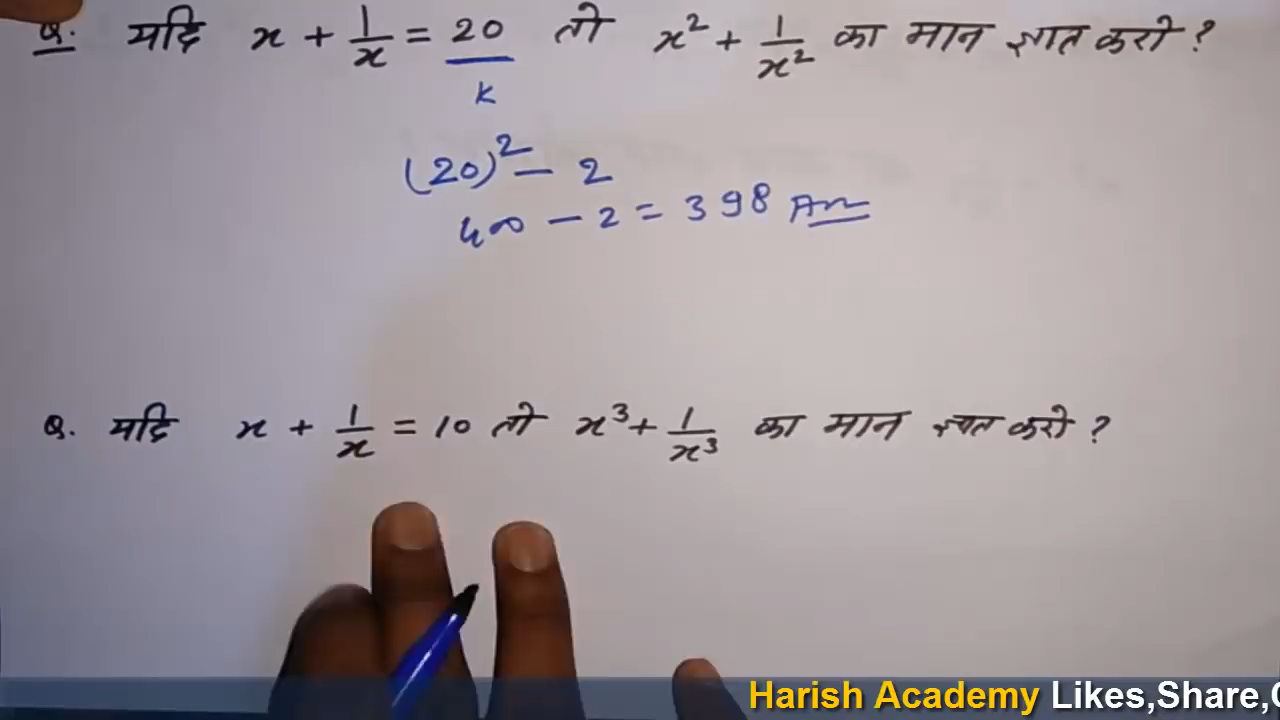 Q. यदि x + 1/x = 20 तो x² + 1/x² का मान ज्ञात करो ?
K
(20)² - 2
400 - 2 = 398 Ans
Q. यदि x + 1/x = 10 तो x³ + 1/x³ का मान ज्ञात करो ?
Harish Academy Likes,Share,